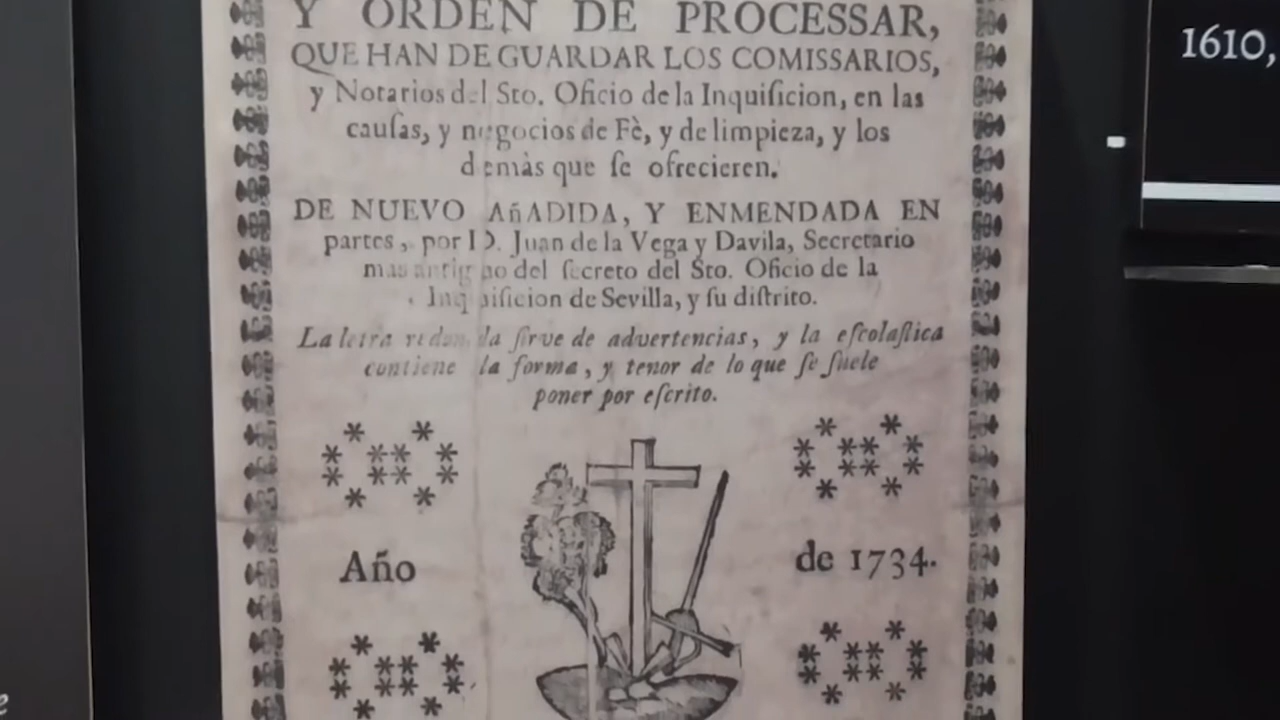 Y ORDEN DE PROCESSAR,
QUE HAN DE GUARDAR LOS COMISSARIOS,
y Notarios del Sto. Oficio de la Inquiſicion, en las
cauſas, y negocios de Fè, y de limpieza, y los
demàs que ſe ofrecieren.
DE NUEVO AñADIDA, Y ENMENDADA EN
partes, por D. Juan de la Vega y Davila, Secretario
mas antiguo del ſecreto del Sto. Oficio de la
Inquiſicion de Sevilla, y ſu diſtrito.
La letra redonda ſirve de advertencias, y la eſcolaſtica
contiene la forma, y tenor de lo que ſe ſuele
poner por eſcrito.
Año de 1734.
1610,